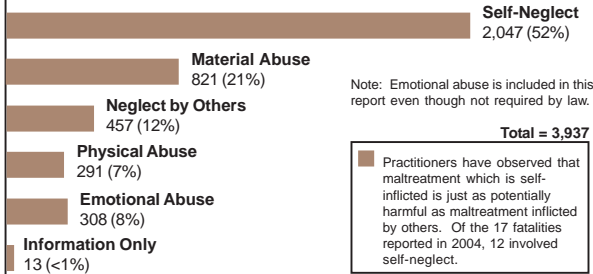 Self-Neglect
2,047 (52%)
Material Abuse
821 (21%)
Neglect by Others
457 (12%)
Physical Abuse
291 (7%)
Emotional Abuse
308 (8%)
Information Only
13 (<1%)
Note: Emotional abuse is included in this
report even though not required by law.
Total = 3,937
Practitioners have observed that
maltreatment which is self-
inflicted is just as potentially
harmful as maltreatment inflicted
by others. Of the 17 fatalities
reported in 2004, 12 involved
self-neglect.